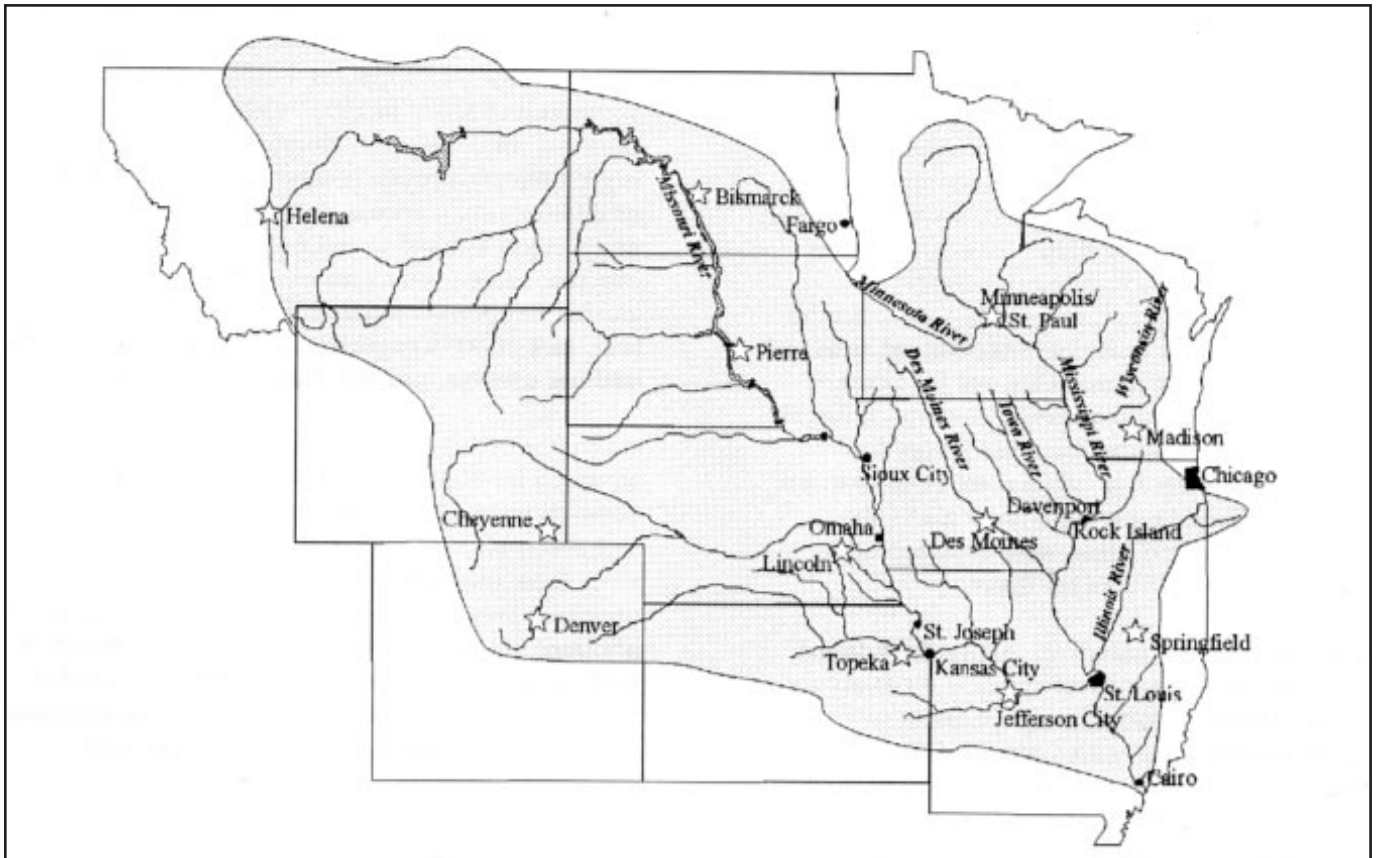 Helena
Missouri River
Bismarck
Fargo
Minnesota River
Minneapolis/
St. Paul
Wisconsin River
Pierre
Des Moines River
Mississippi River
Iowa River
Madison
Sioux City
Chicago
Cheyenne
Davenport
Omaha
Rock Island
Des Moines
Lincoln
Illinois River
Denver
St. Joseph
Springfield
Topeka
Kansas City
St. Louis
Jefferson City
Cairo